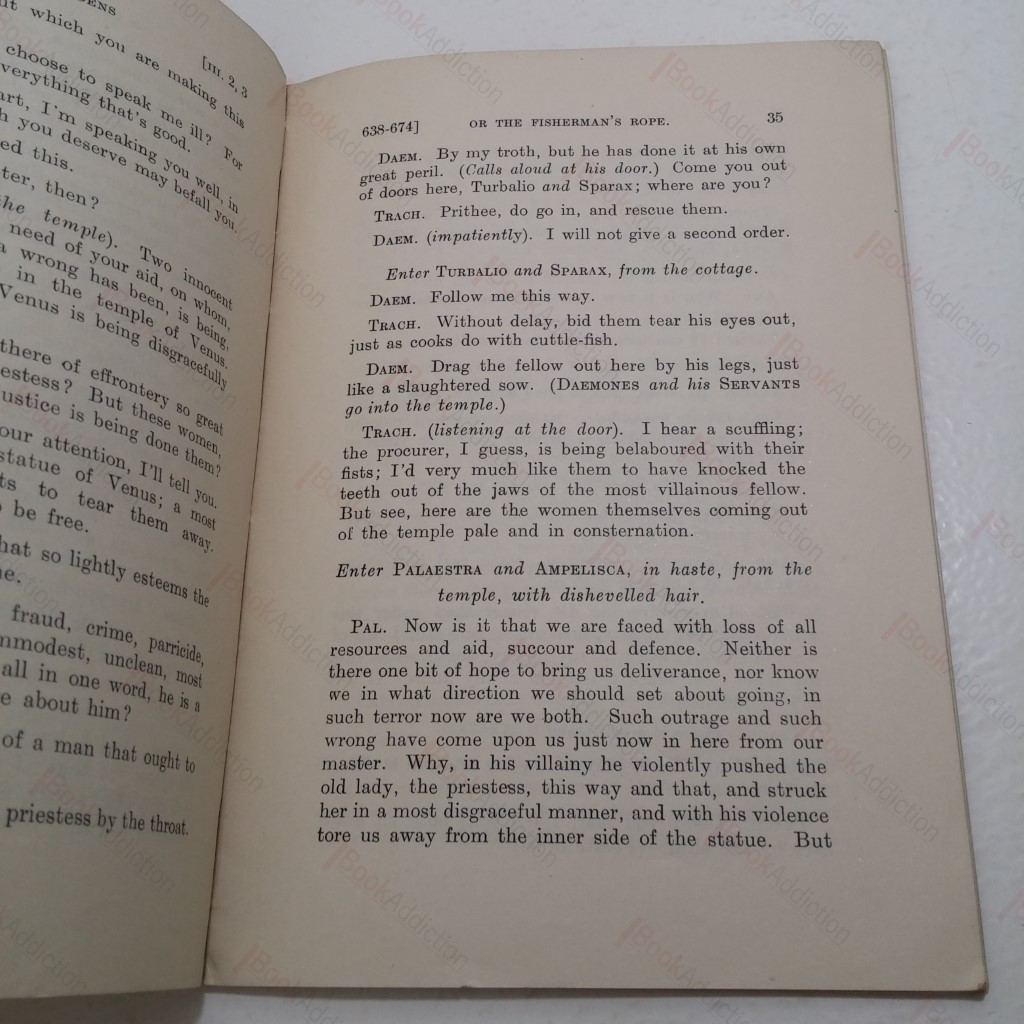 ENS
[III. 2, 3
ut which you are making this
choose to speak me ill? For
verything that's good.
art, I'm speaking you well, in
h you deserve may befall you.
ed this.
ter, then?
the temple). Two innocent
need of your aid, on whom,
a wrong has been, is being,
in the temple of Venus.
Venus is being disgracefully
there of effrontery so great
estess? But these women,
ustice is being done them?
our attention, I'll tell you.
statue of Venus; a most
ts to tear them away.
be free.
hat so lightly esteems the
ne.
fraud, crime, parricide,
mmodest, unclean, most
all in one word, he is a
e about him?
of a man that ought to
priestess by the throat.
638-674] OR THE FISHERMAN'S ROPE. 35
DAEM. By my troth, but he has done it at his own
great peril. (Calls aloud at his door.) Come you out
of doors here, Turbalio and Sparax; where are you?
TRACH. Prithee, do go in, and rescue them.
DAEM. (impatiently). I will not give a second order.
Enter TURBALIO and SPARAX, from the cottage.
DAEM. Follow me this way.
TRACH. Without delay, bid them tear his eyes out,
just as cooks do with cuttle-fish.
DAEM. Drag the fellow out here by his legs, just
like a slaughtered sow. (DAEMONES and his SERVANTS
go into the temple.)
TRACH. (listening at the door). I hear a scuffling;
the procurer, I guess, is being belaboured with their
fists; I'd very much like them to have knocked the
teeth out of the jaws of the most villainous fellow.
But see, here are the women themselves coming out
of the temple pale and in consternation.
Enter PALAESTRA and AMPELISCA, in haste, from the
temple, with dishevelled hair.
PAL. Now is it that we are faced with loss of all
resources and aid, succour and defence. Neither is
there one bit of hope to bring us deliverance, nor know
we in what direction we should set about going, in
such terror now are we both. Such outrage and such
wrong have come upon us just now in here from our
master. Why, in his villainy he violently pushed the
old lady, the priestess, this way and that, and struck
her in a most disgraceful manner, and with his violence
tore us away from the inner side of the statue. But
BookAddiction